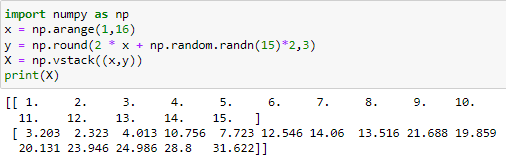 import numpy as np
x = np.arange(1,16)
y = np.round(2 * x + np.random.randn(15)*2,3)
X = np.vstack((x,y))
print(X)
[[ 1. 2. 3. 4. 5. 6. 7. 8. 9. 10.
11. 12. 13. 14. 15. ]
[ 3.203 2.323 4.013 10.756 7.723 12.546 14.06 13.516 21.688 19.859
20.131 23.946 24.986 28.8 31.622]]